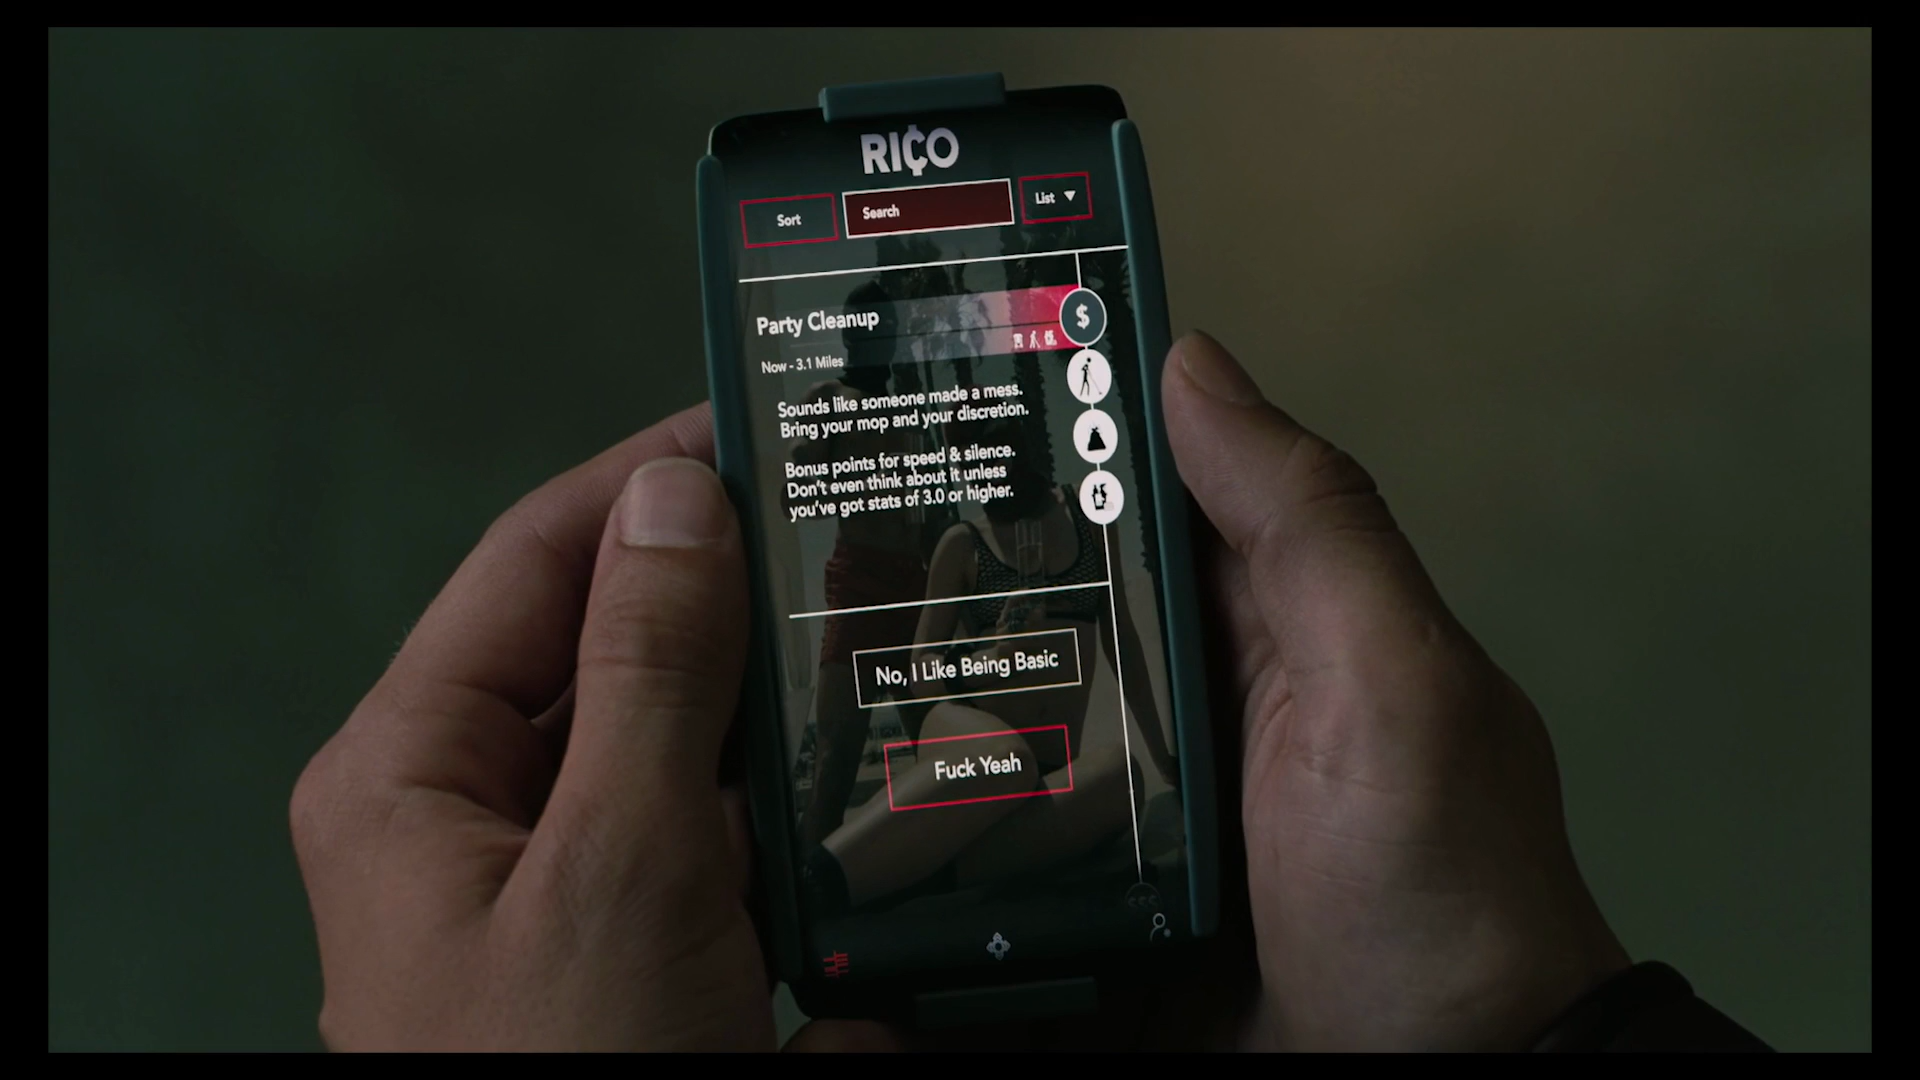 RI¢O
Sort
Search
List ▼
Party Cleanup
$
Now - 3.1 Miles
Sounds like someone made a mess.
Bring your mop and your discretion.
Bonus points for speed & silence.
Don't even think about it unless
you've got stats of 3.0 or higher.
No, I Like Being Basic
Fuck Yeah